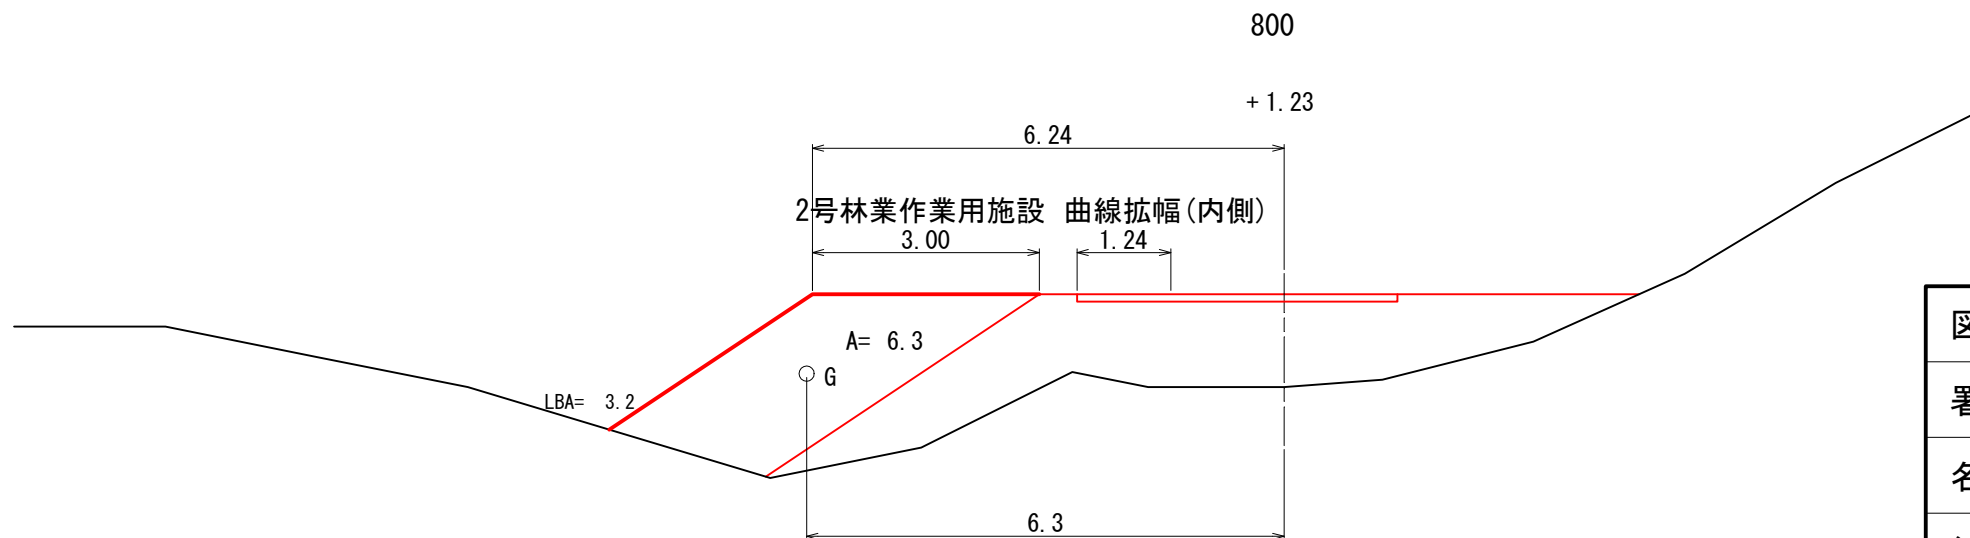 800
+1.23
6.24
2号林業作業用施設 曲線拡幅(内側)
3.00 1.24
A= 6.3
G
LBA= 3.2
6.3
図
名